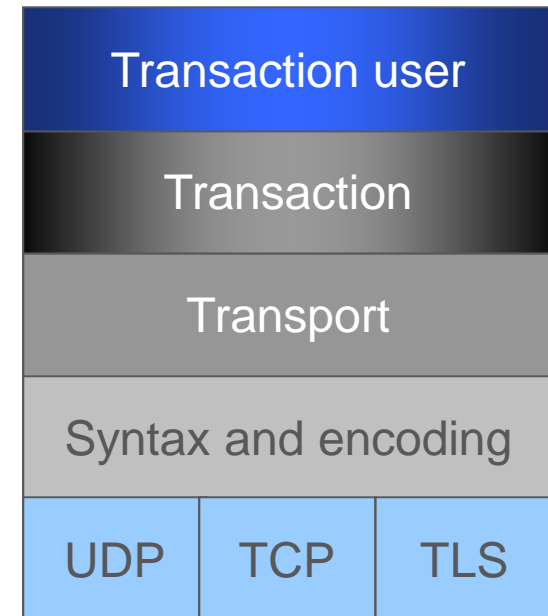 Transaction user
Transaction
Transport
Syntax and encoding
UDP TCP TLS